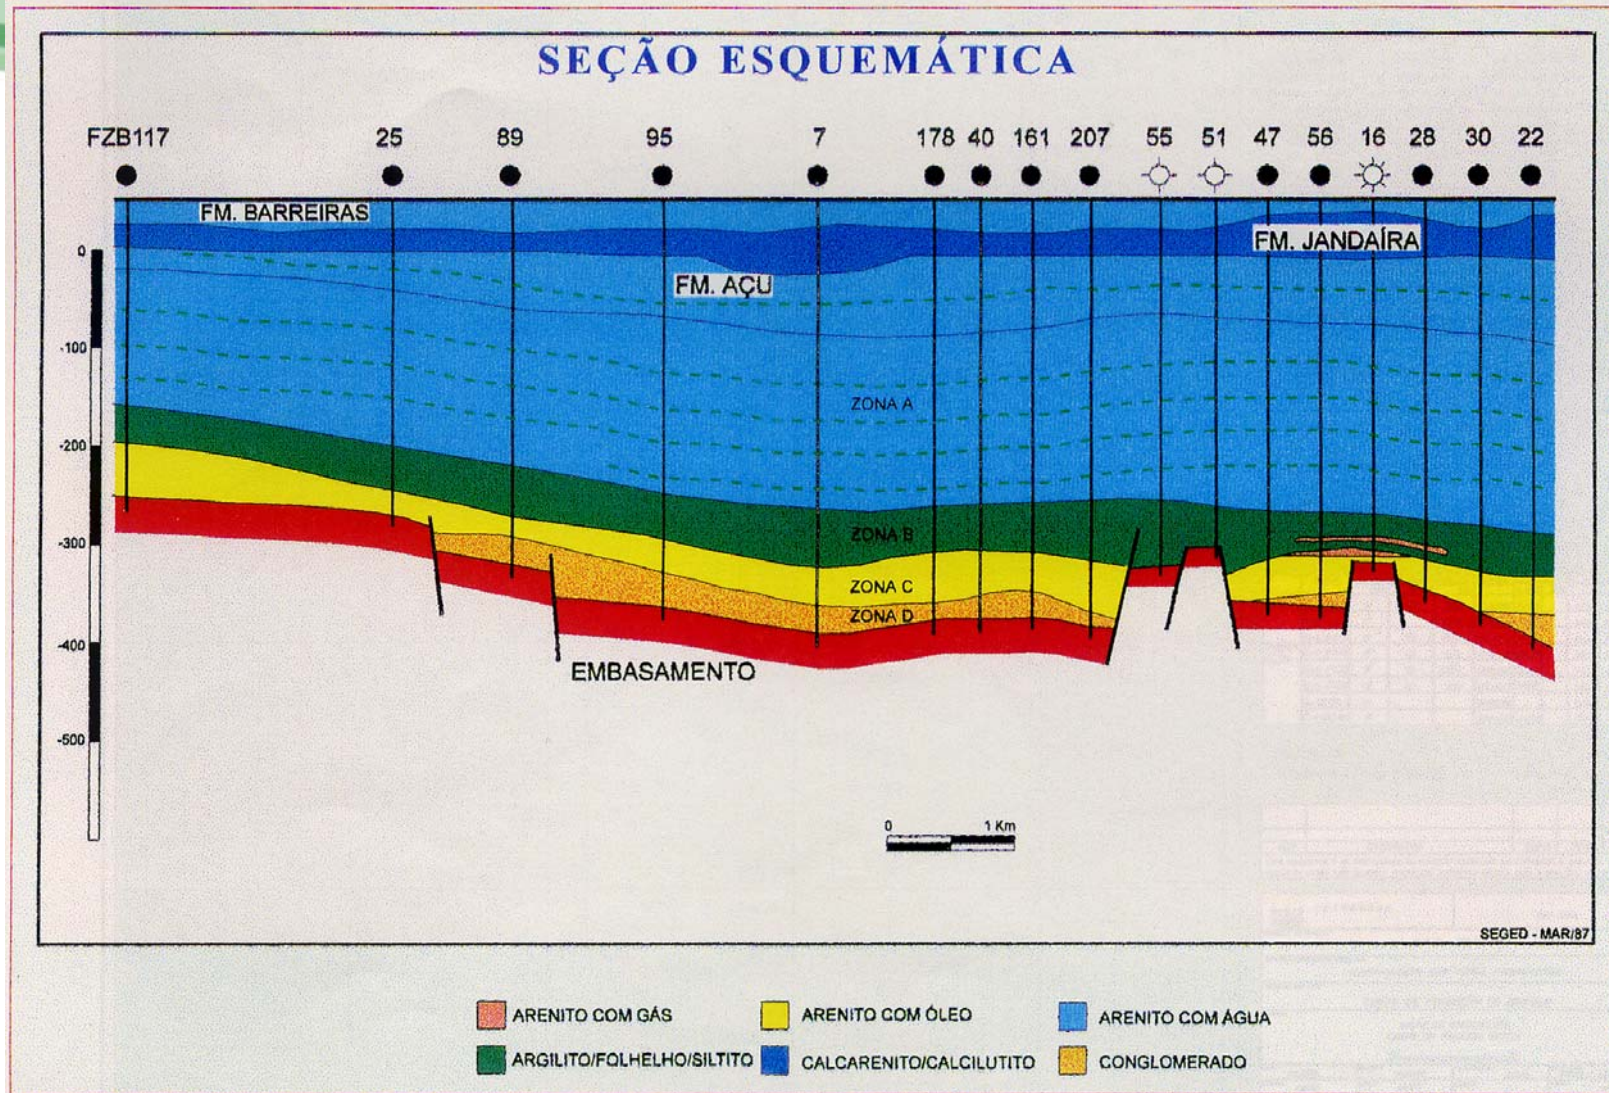 SEÇÃO ESQUEMÁTICA
FZB117 25 89 95 7 178 40 161 207 55 51 47 56 16 28 30 22
FM. BARREIRAS
FM. JANDAÍRA
0
FM. AÇU
-100
ZONA A
-200
-300
ZONA B
ZONA C
ZONA D
-400
EMBASAMENTO
-500
0 1 Km
SEGED - MAR/87
ARENITO COM GÁS ARENITO COM ÓLEO ARENITO COM ÁGUA
ARGILITO/FOLHELHO/SILTITO CALCARENITO/CALCILUTITO CONGLOMERADO